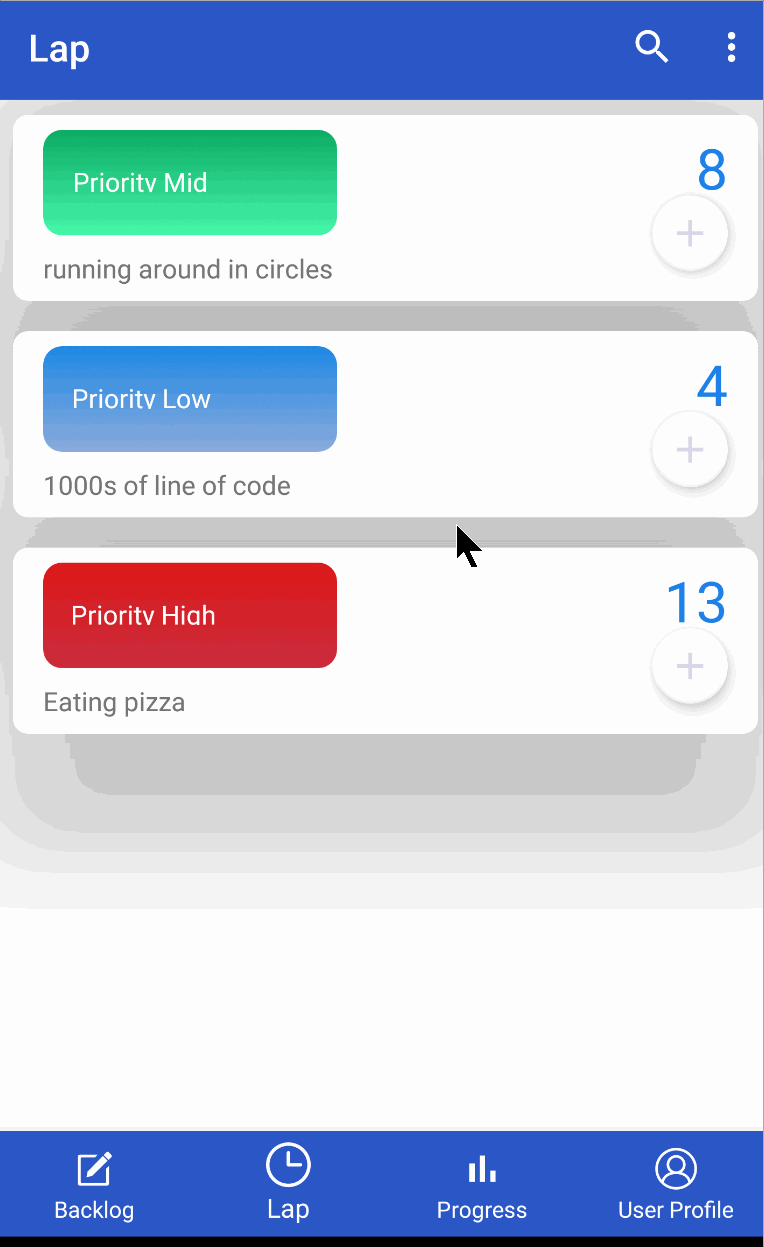 Lap
Priority Mid
8
running around in circles
Priority Low
4
1000s of line of code
Priority High
13
Eating pizza
Backlog
Lap
Progress
User Profile